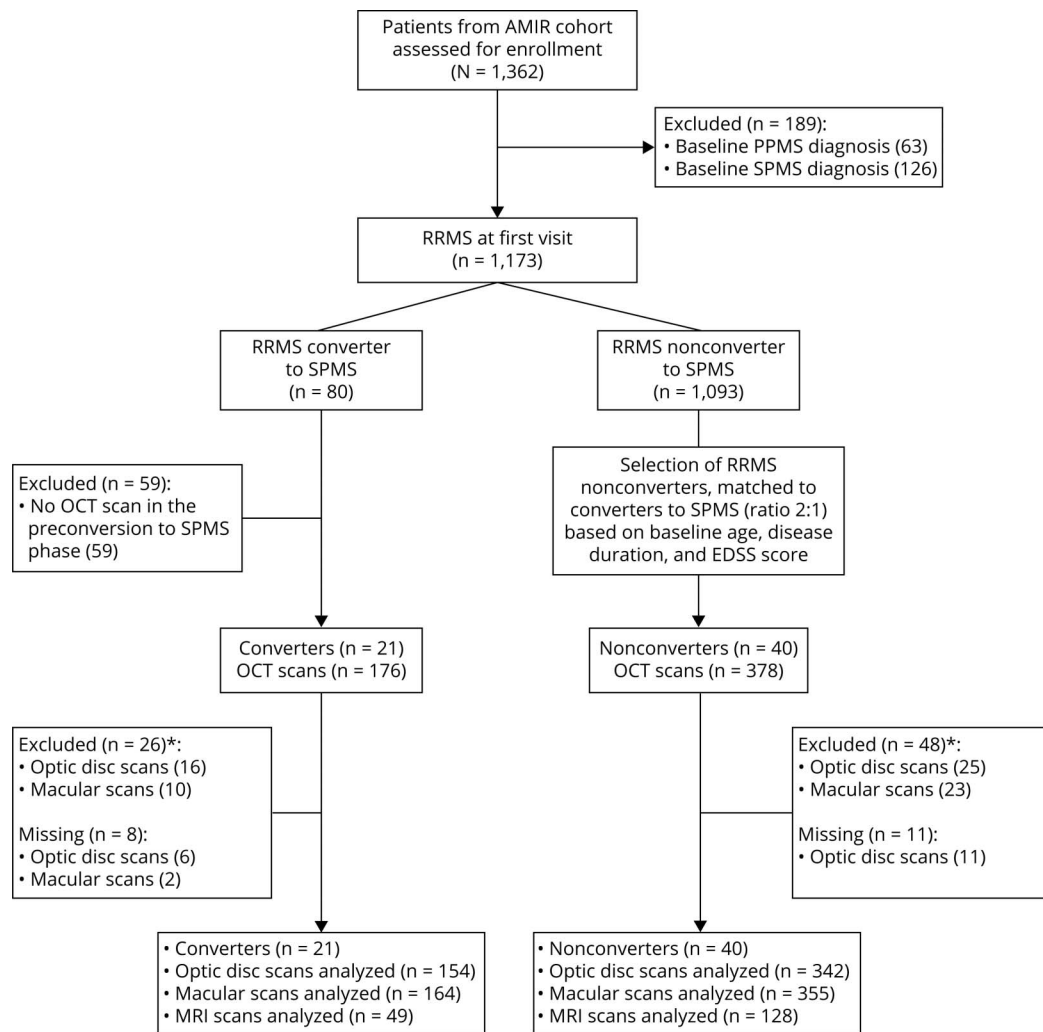 Patients from AMIR cohort
assessed for enrollment
(N = 1,362)
Excluded (n = 189):
• Baseline PPMS diagnosis (63)
• Baseline SPMS diagnosis (126)
RRMS at first visit
(n = 1,173)
RRMS converter
to SPMS
(n = 80)
RRMS nonconverter
to SPMS
(n = 1,093)
Excluded (n = 59):
• No OCT scan in the
preconversion to SPMS
phase (59)
Selection of RRMS
nonconverters, matched to
converters to SPMS (ratio 2:1)
based on baseline age, disease
duration, and EDSS score
Converters (n = 21)
OCT scans (n = 176)
Nonconverters (n = 40)
OCT scans (n = 378)
Excluded (n = 26)*:
• Optic disc scans (16)
• Macular scans (10)
Missing (n = 8):
• Optic disc scans (6)
• Macular scans (2)
Excluded (n = 48)*:
• Optic disc scans (25)
• Macular scans (23)
Missing (n = 11):
• Optic disc scans (11)
• Converters (n = 21)
• Optic disc scans analyzed (n = 154)
• Macular scans analyzed (n = 164)
• MRI scans analyzed (n = 49)
• Nonconverters (n = 40)
• Optic disc scans analyzed (n = 342)
• Macular scans analyzed (n = 355)
• MRI scans analyzed (n = 128)